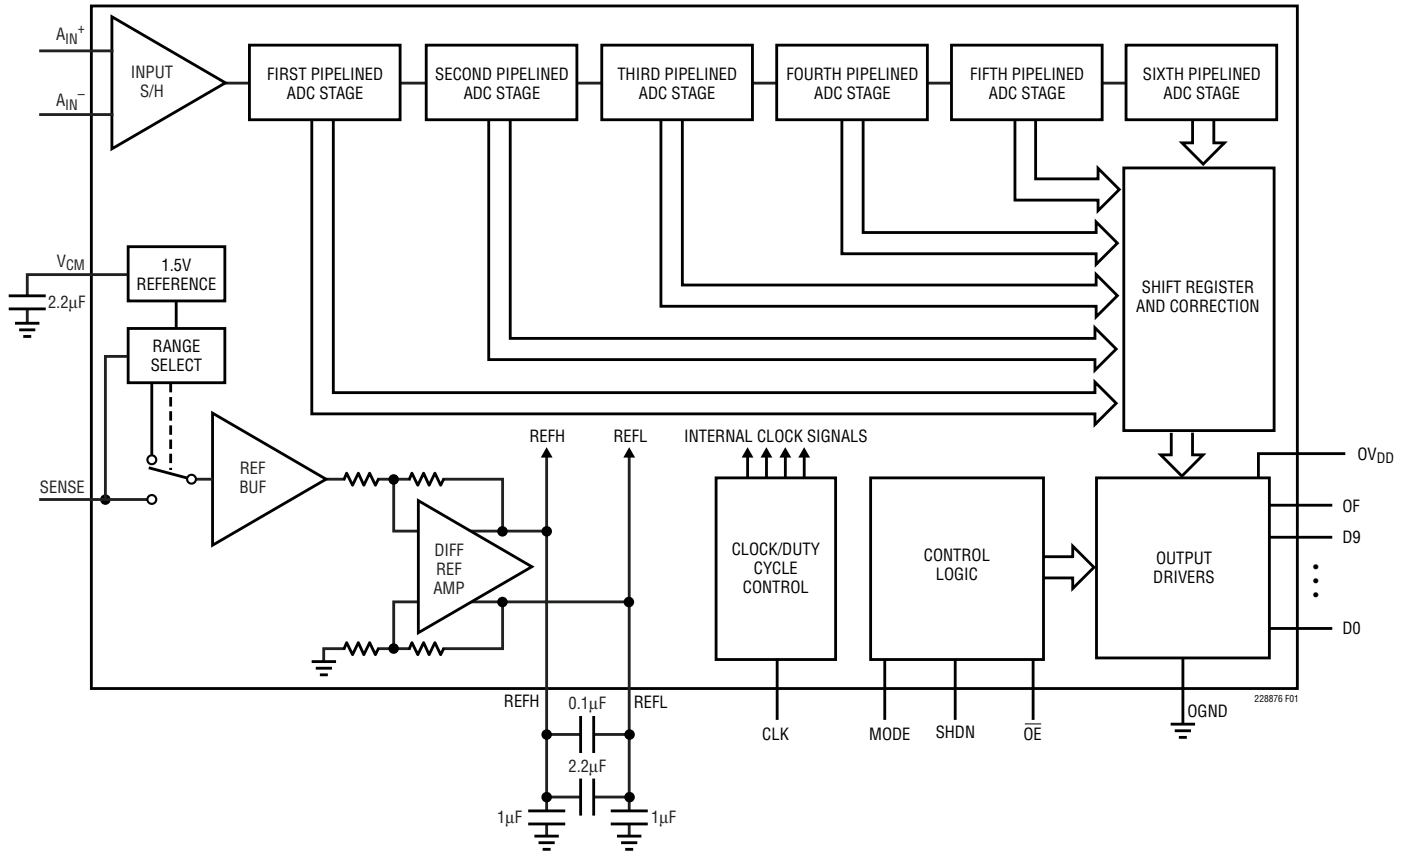 AIN+
AIN−
INPUT
S/H
FIRST PIPELINED
ADC STAGE
SECOND PIPELINED
ADC STAGE
THIRD PIPELINED
ADC STAGE
FOURTH PIPELINED
ADC STAGE
FIFTH PIPELINED
ADC STAGE
SIXTH PIPELINED
ADC STAGE
VCM
2.2µF
1.5V
REFERENCE
RANGE
SELECT
SHIFT REGISTER
AND CORRECTION
SENSE
REF
BUF
DIFF
REF
AMP
REFH
REFL
INTERNAL CLOCK SIGNALS
CLOCK/DUTY
CYCLE
CONTROL
CONTROL
LOGIC
OUTPUT
DRIVERS
OVDD
OF
D9
D0
REFH
0.1µF
REFL
2.2µF
1µF
1µF
CLK
MODE
SHDN
O̅E̅
OGND
228876 F01